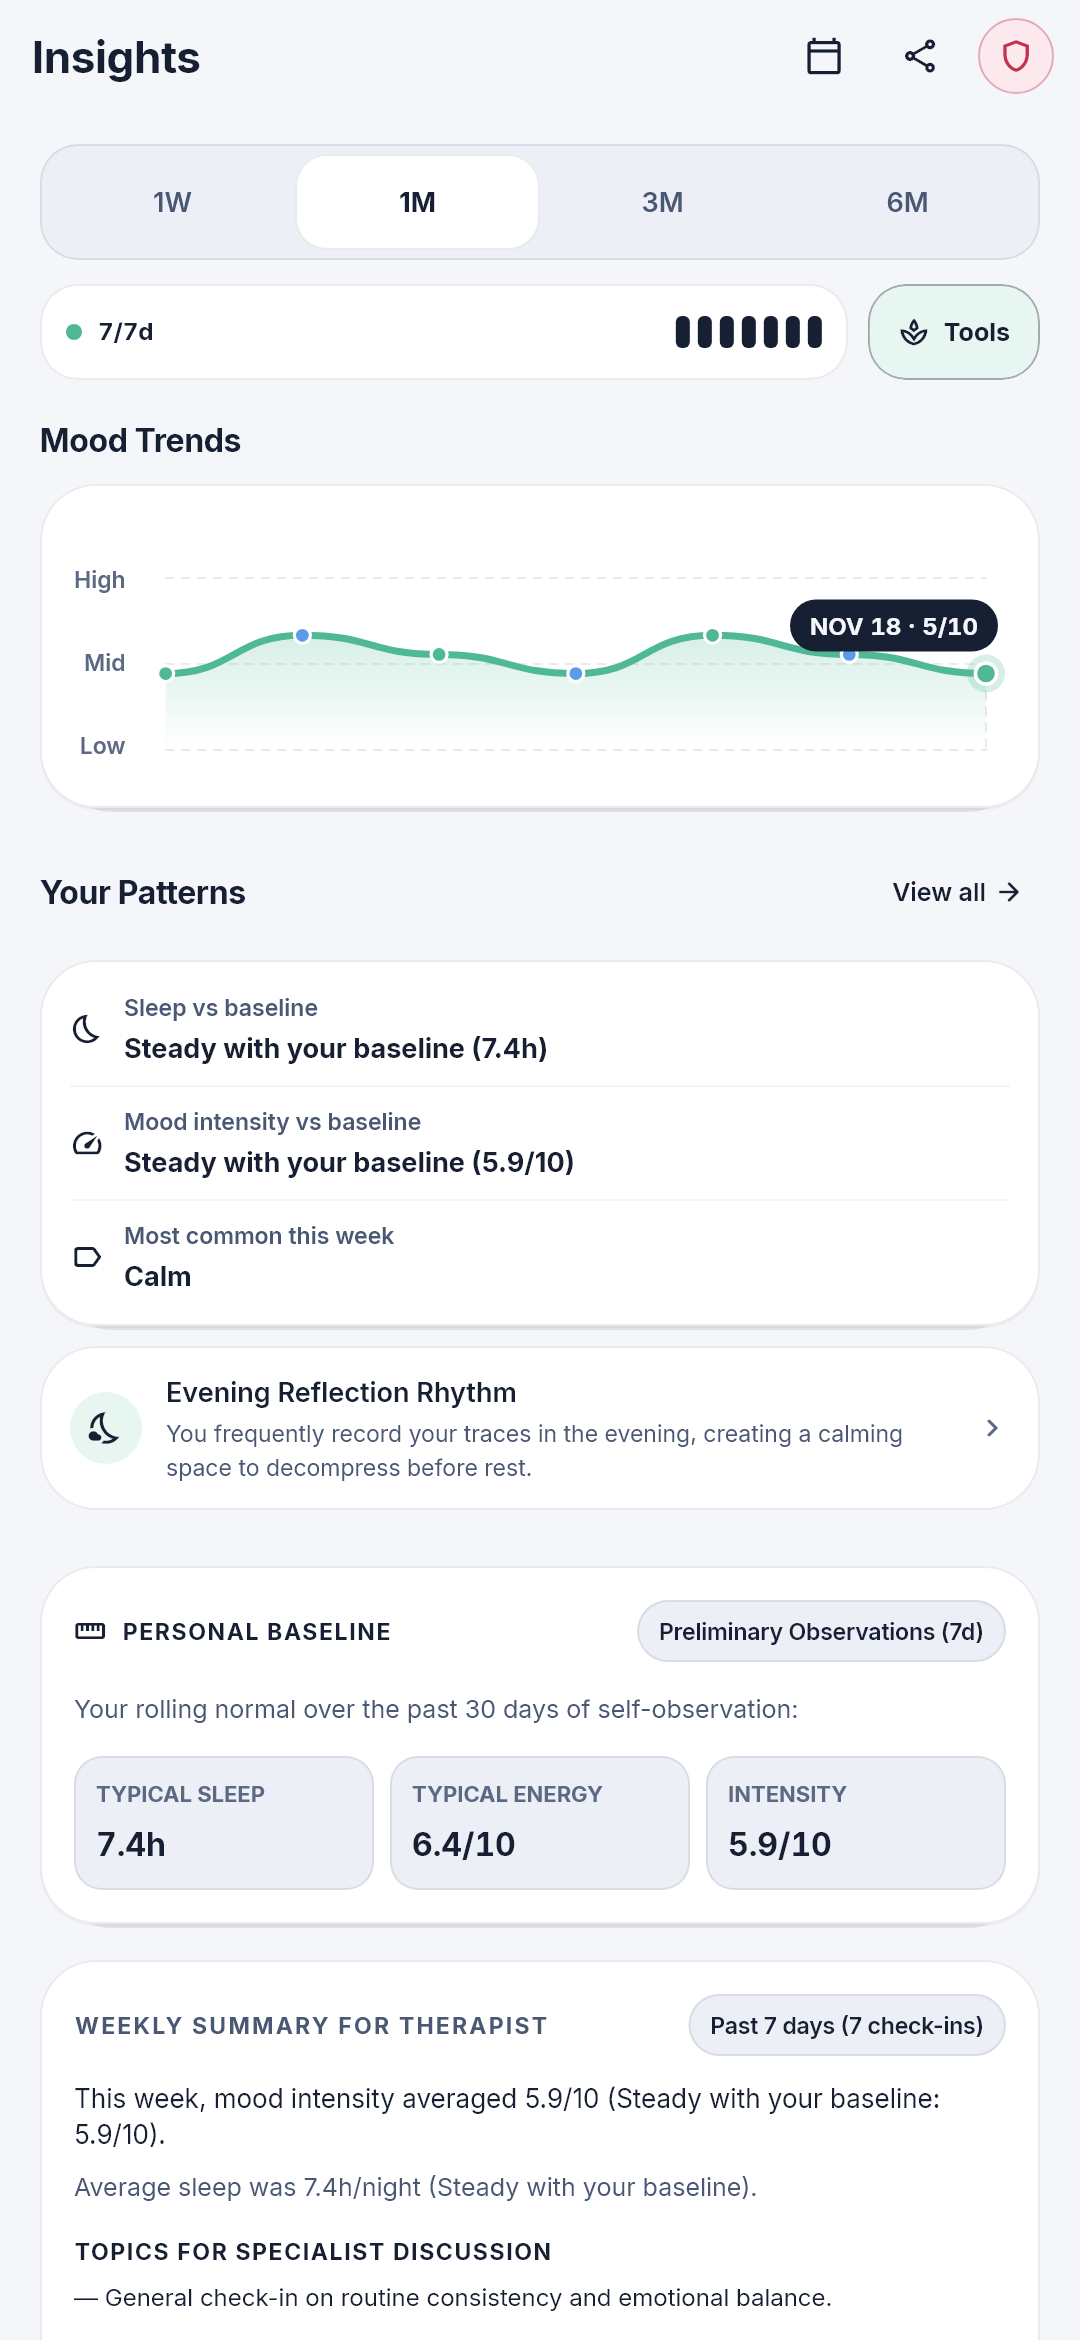 Insights
1W 1M 3M 6M
7/7d
Tools
Mood Trends
High
NOV 18 · 5/10
Mid
Low
Your Patterns
View all
Sleep vs baseline
Steady with your baseline (7.4h)
Mood intensity vs baseline
Steady with your baseline (5.9/10)
Most common this week
Calm
Evening Reflection Rhythm
You frequently record your traces in the evening, creating a calming
space to decompress before rest.
PERSONAL BASELINE
Preliminary Observations (7d)
Your rolling normal over the past 30 days of self-observation:
TYPICAL SLEEP
7.4h
TYPICAL ENERGY
6.4/10
INTENSITY
5.9/10
WEEKLY SUMMARY FOR THERAPIST
Past 7 days (7 check-ins)
This week, mood intensity averaged 5.9/10 (Steady with your baseline:
5.9/10).
Average sleep was 7.4h/night (Steady with your baseline).
TOPICS FOR SPECIALIST DISCUSSION
— General check-in on routine consistency and emotional balance.